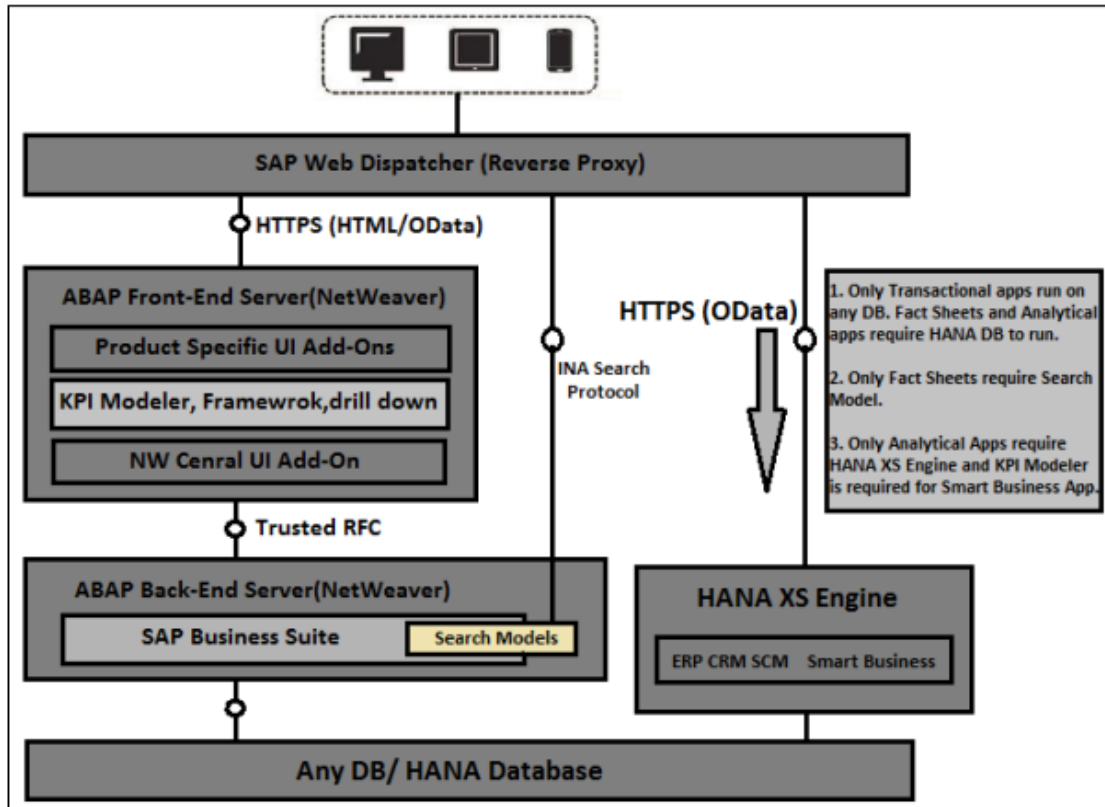 SAP Web Dispatcher (Reverse Proxy)
HTTPS (HTML/OData)
ABAP Front-End Server(NetWeaver)
Product Specific UI Add-Ons
KPI Modeler, Framewrok,drill down
NW Cenral UI Add-On
Trusted RFC
ABAP Back-End Server(NetWeaver)
SAP Business Suite
Search Models
INA Search
Protocol
HTTPS (OData)
1. Only Transactional apps run on
any DB. Fact Sheets and Analytical
apps require HANA DB to run.
2. Only Fact Sheets require Search
Model.
3. Only Analytical Apps require
HANA XS Engine and KPI Modeler
is required for Smart Business App.
HANA XS Engine
ERP CRM SCM Smart Business
Any DB/ HANA Database